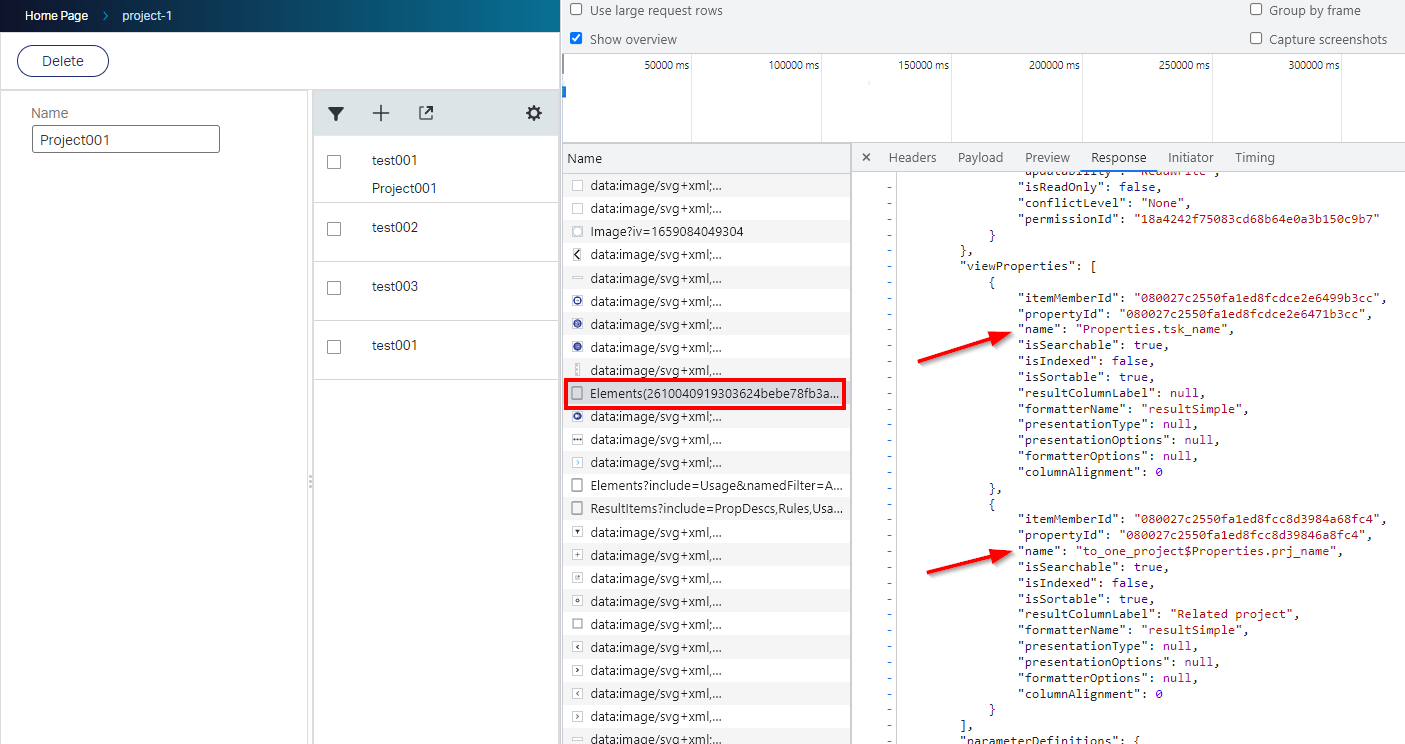 Home Page > project-1
Delete
Name
Project001
test001
Project001
test002
test003
test001
Use large request rows
Group by frame
Show overview
Capture screenshots
50000 ms
100000 ms
150000 ms
200000 ms
250000 ms
300000 ms
Name
data:image/svg+xml;...
data:image/svg+xml;...
Image?iv=1659084049304
data:image/svg+xml;...
data:image/svg+xml,...
data:image/svg+xml;...
data:image/svg+xml;...
data:image/svg+xml;...
data:image/svg+xml,...
Elements(2610040919303624bebe78fb3a...
data:image/svg+xml;...
data:image/svg+xml,...
data:image/svg+xml;...
Elements?include=Usage&namedFilter=A...
ResultItems?include=PropDescs,Rules,Usa...
data:image/svg+xml,...
data:image/svg+xml,...
data:image/svg+xml,...
data:image/svg+xml,...
data:image/svg+xml,...
data:image/svg+xml,...
data:image/svg+xml,...
data:image/svg+xml,...
data:image/svg+xml,...
data:image/svg+xml,...
× Headers Payload Preview Response Initiator Timing
"updatability": "ReadWrite",
"isReadOnly": false,
"conflictLevel": "None",
"permissionId": "18a4242f75083cd68b64e0a3b150c9b7"
}
},
"viewProperties": [
{
"itemMemberId": "080027c2550fa1ed8fcdce2e6499b3cc",
"propertyId": "080027c2550fa1ed8fcdce2e6471b3cc",
"name": "Properties.tsk_name",
"isSearchable": true,
"isIndexed": false,
"isSortable": true,
"resultColumnLabel": null,
"formatterName": "resultSimple",
"presentationType": null,
"presentationOptions": null,
"formatterOptions": null,
"columnAlignment": 0
},
{
"itemMemberId": "080027c2550fa1ed8fcc8d3984a68fc4",
"propertyId": "080027c2550fa1ed8fcc8d39846a8fc4",
"name": "to_one_project$Properties.prj_name",
"isSearchable": true,
"isIndexed": false,
"isSortable": true,
"resultColumnLabel": "Related project",
"formatterName": "resultSimple",
"presentationType": null,
"presentationOptions": null,
"formatterOptions": null,
"columnAlignment": 0
}
],
"parameterDefinitions": {